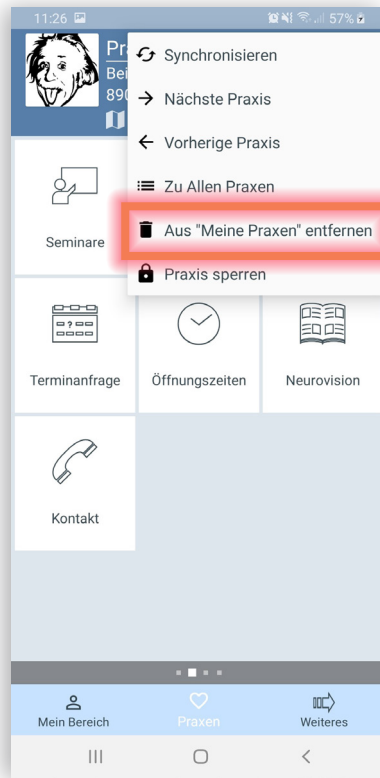 11:26
57%
Pr
Bei
890
Synchronisieren
Nächste Praxis
Vorherige Praxis
Zu Allen Praxen
Aus "Meine Praxen" entfernen
Praxis sperren
Seminare
Terminanfrage
Öffnungszeiten
Neurovision
Kontakt
Mein Bereich
Praxen
Weiteres